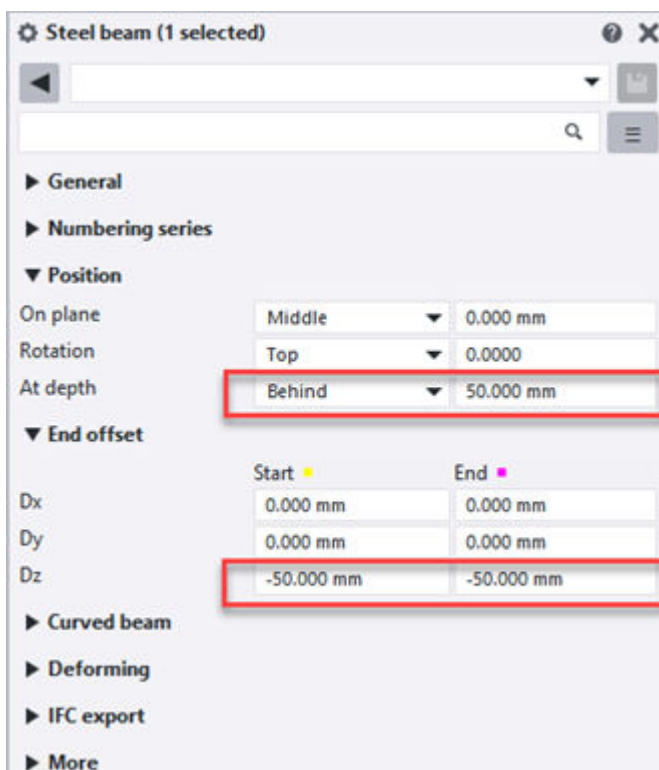 Steel beam (1 selected)
General
Numbering series
Position
On plane Middle 0.000 mm
Rotation Top 0.0000
At depth Behind 50.000 mm
End offset
Start End
Dx 0.000 mm 0.000 mm
Dy 0.000 mm 0.000 mm
Dz -50.000 mm -50.000 mm
Curved beam
Deforming
IFC export
More